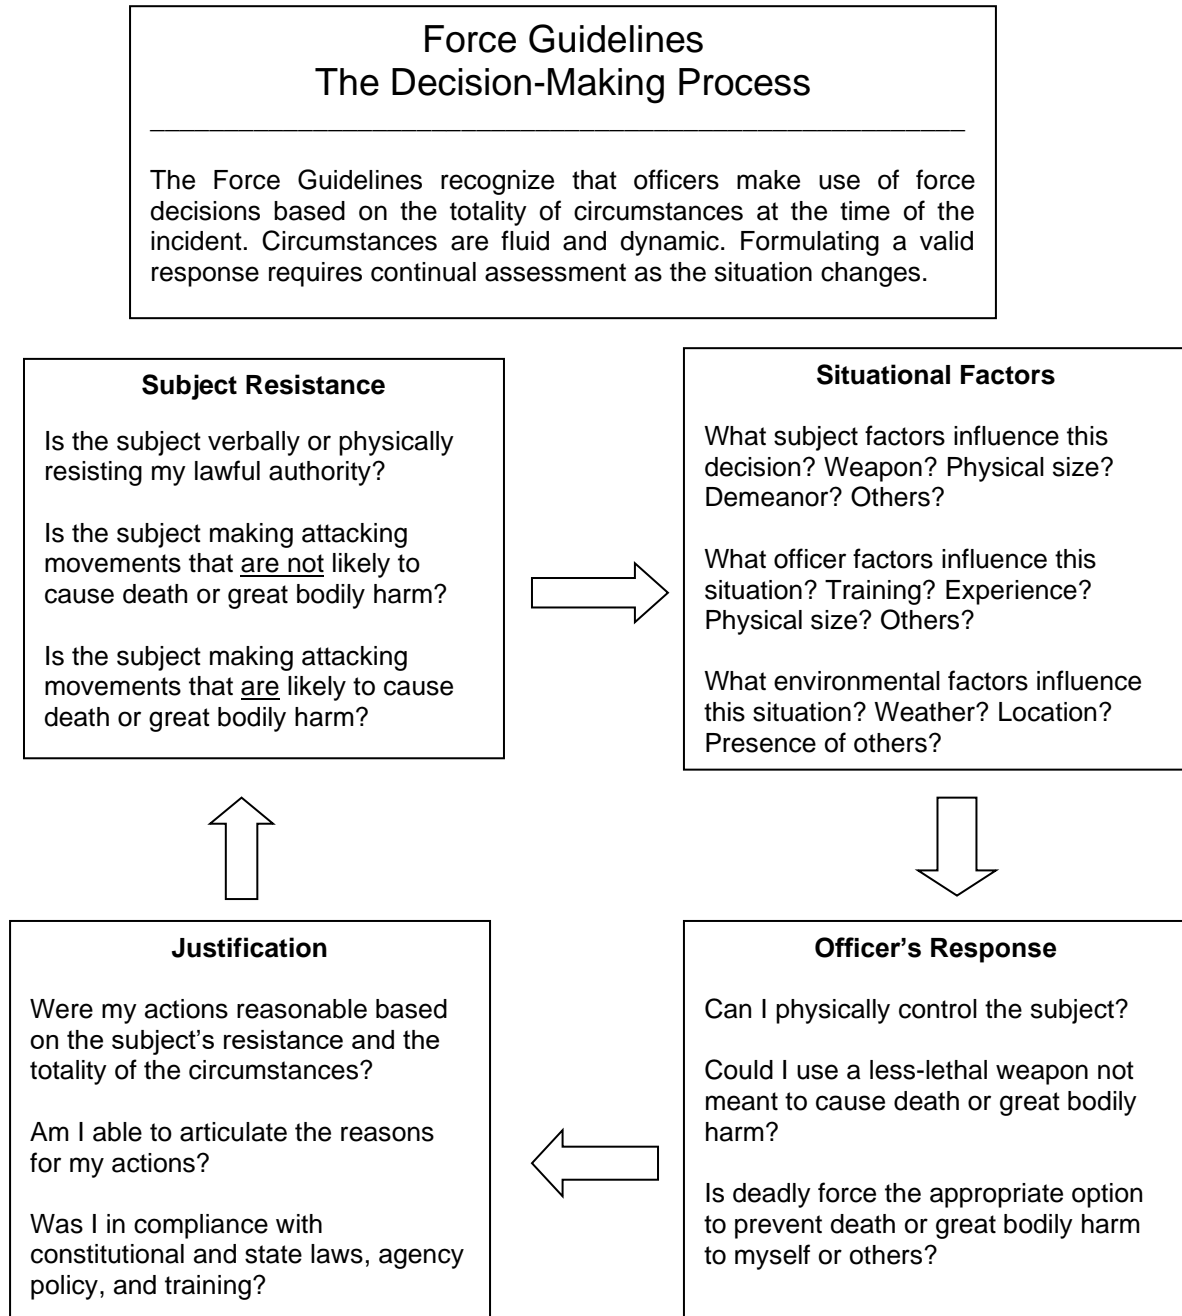 Force Guidelines
The Decision-Making Process
The Force Guidelines recognize that officers make use of force
decisions based on the totality of circumstances at the time of the
incident. Circumstances are fluid and dynamic. Formulating a valid
response requires continual assessment as the situation changes.
Subject Resistance
Is the subject verbally or physically
resisting my lawful authority?
Is the subject making attacking
movements that are not likely to
cause death or great bodily harm?
Is the subject making attacking
movements that are likely to cause
death or great bodily harm?
Situational Factors
What subject factors influence this
decision? Weapon? Physical size?
Demeanor? Others?
What officer factors influence this
situation? Training? Experience?
Physical size? Others?
What environmental factors influence
this situation? Weather? Location?
Presence of others?
Justification
Were my actions reasonable based
on the subject’s resistance and the
totality of the circumstances?
Am I able to articulate the reasons
for my actions?
Was I in compliance with
constitutional and state laws, agency
policy, and training?
Officer’s Response
Can I physically control the subject?
Could I use a less-lethal weapon not
meant to cause death or great bodily
harm?
Is deadly force the appropriate option
to prevent death or great bodily harm
to myself or others?